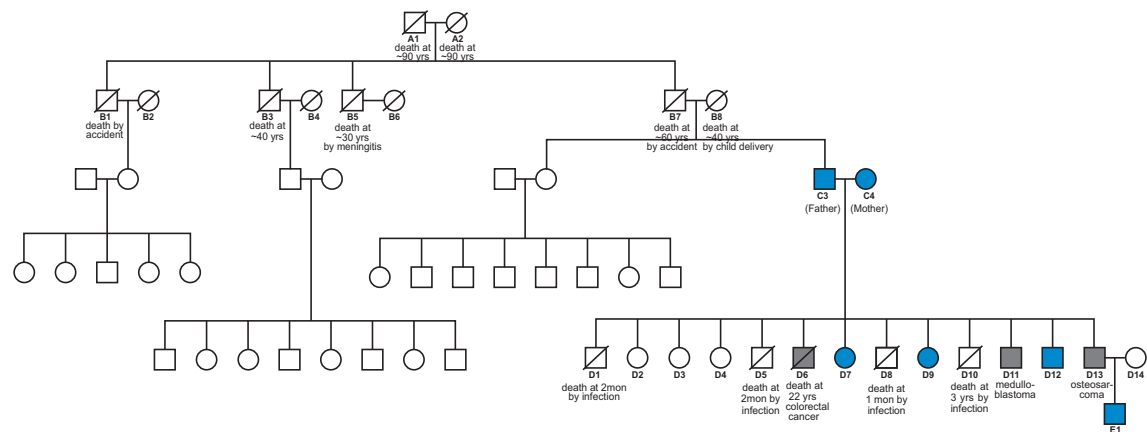 A1 A2
death at death at
~90 yrs ~90 yrs
B1 B2 B3 B4 B5 B6 B7 B8
death by death at death at death at death at
accident ~40 yrs ~30 yrs ~60 yrs ~40 yrs
by meningitis by accident by child delivery
C3 C4
(Father) (Mother)
D1 D2 D3 D4 D5 D6 D7 D8 D9 D10 D11 D12 D13 D14
death at 2mon death at death at death at death at medullo- osteosar-
by infection 2mon by 22 yrs 1 mon by 3 yrs by blastoma coma
infection colorectal infection infection
cancer
E1